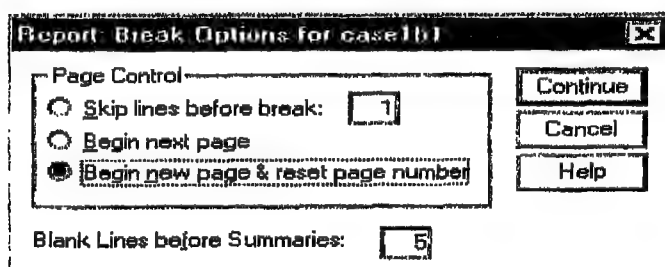 Report: Break Options for case1b1
Page Control
Skip lines before break: 1
Begin next page
Begin new page & reset page number
Blank Lines before Summaries: 5
Continue
Cancel
Help